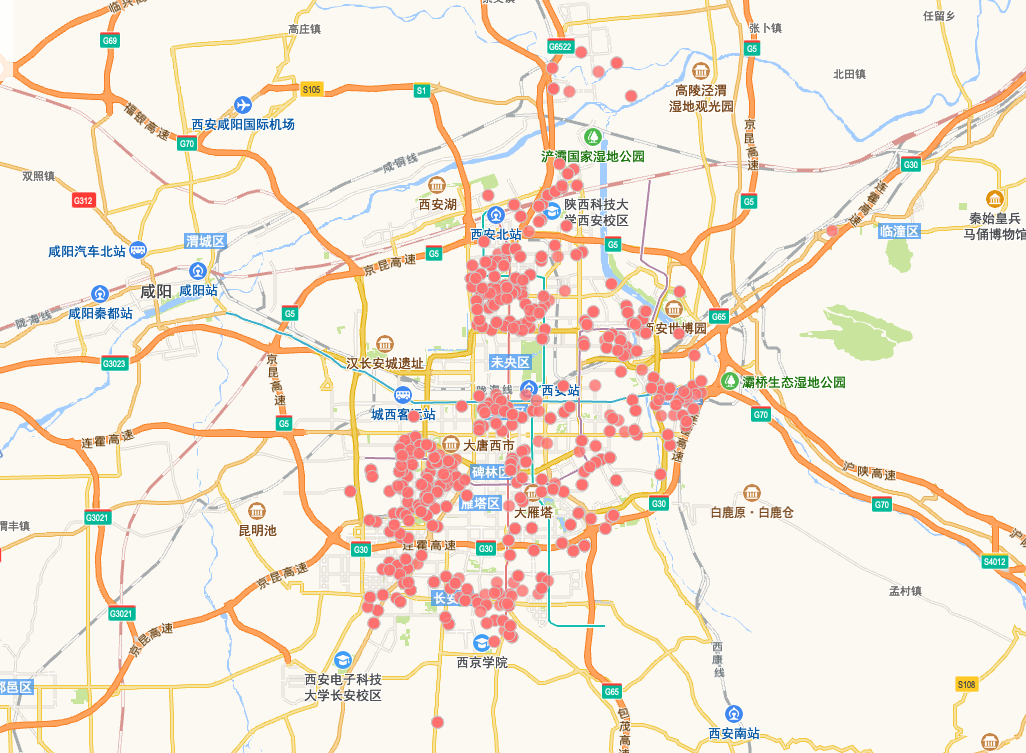 临兴高
G69
高庄镇
G6522
张卜镇
任留乡
G5
S105
S1
北田镇
高陵泾渭
湿地观光园
西安咸阳国际机场
福银高速
G70
京昆高速
浐灞国家湿地公园
咸铜线
G30
连霍高速
双照镇
G312
西安湖
陕西科技大
学西安校区
G5
秦始皇兵
马俑博物馆
西安北站
临潼区
渭城区
咸阳汽车北站
G5
G5
京昆高速
咸阳
咸阳站
咸阳秦都站
陇海线
G5
G65
西安世博园
汉长安城遗址
未央区
G3023
京昆高速
陇海线
西安站
灞桥生态湿地公园
城西客运站
G70
G5
连霍高速
大唐西市
高速
沪陕高速
碑林区
G3021
雁塔区
大雁塔
G30
白鹿原·白鹿仓
G70
昆明池
渭丰镇
G30
连霍高速
G30
S4012
京昆高速
长安
孟村镇
G3021
京昆高速
西京学院
西康线
西安电子科技
大学长安校区
S108
G65
包茂高速
西安南站